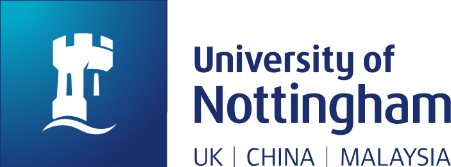 University of
Nottingham
UK | CHINA | MALAYSIA